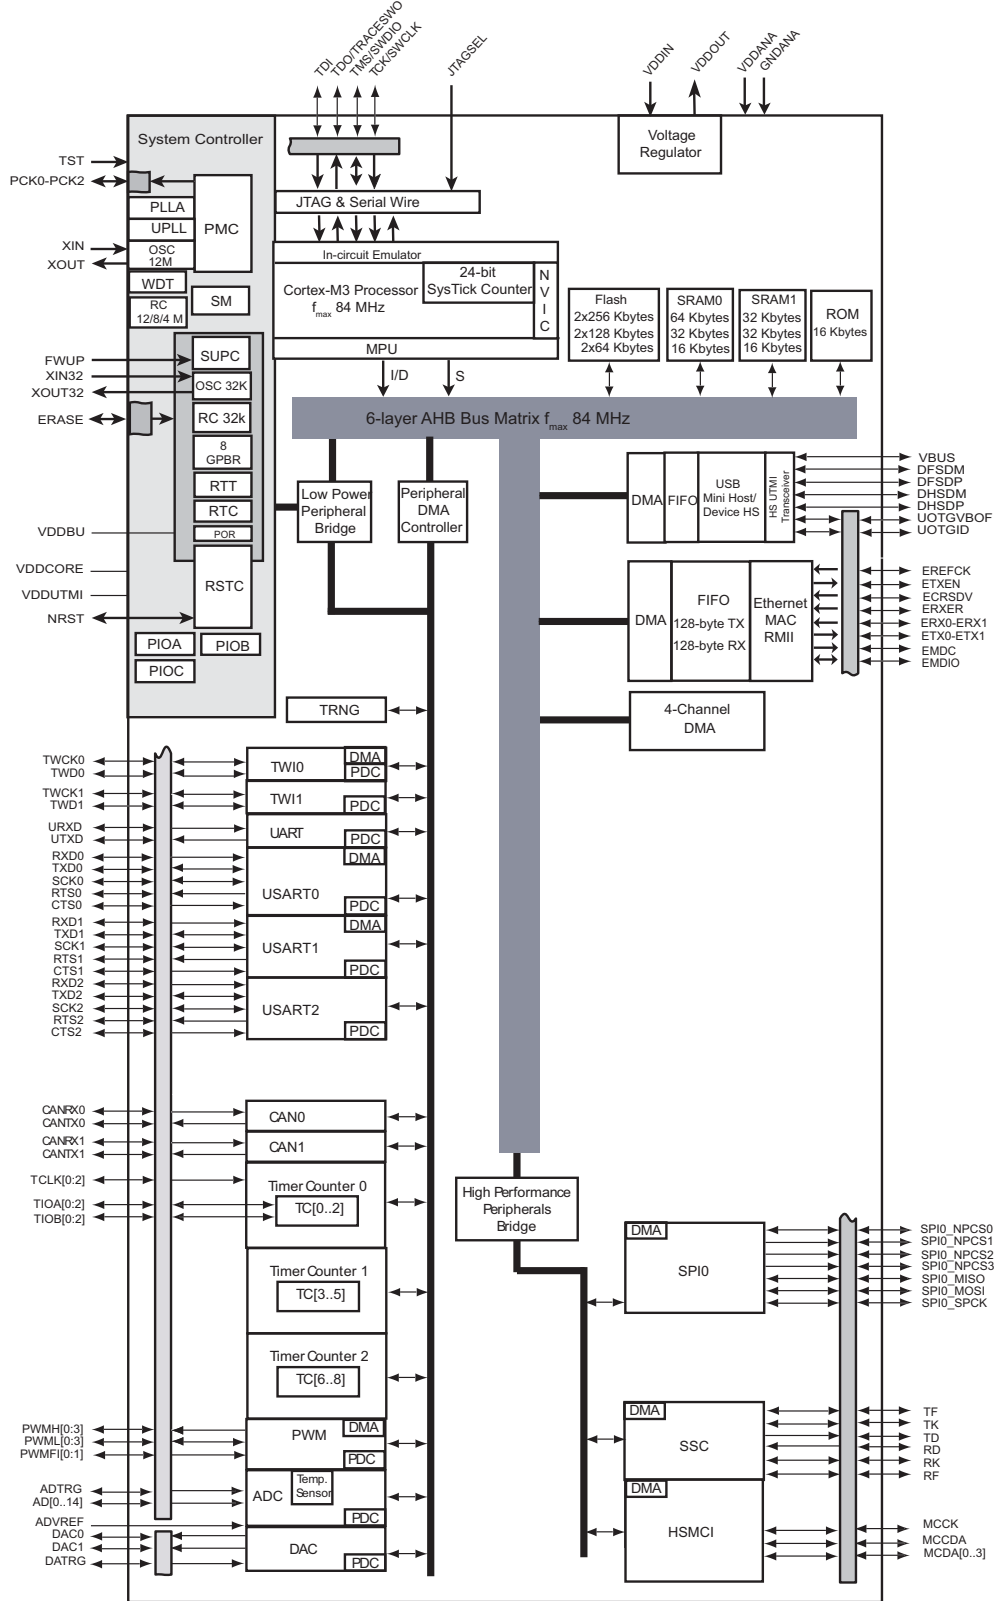 TDI
TDO/TRACESWO
TMS/SWDIO
TCK/SWCLK
JTAGSEL
VDDIN
VDDOUT
VDDANA
GNDANA
System Controller
Voltage
Regulator
TST
PCK0-PCK2
PLLA
UPLL
PMC
JTAG & Serial Wire
XIN
XOUT
OSC
12M
WDT
RC
12/8/4 M
SM
In-circuit Emulator
24-bit
SysTick Counter
Cortex-M3 Processor
fmax 84 MHz
N
V
I
C
MPU
Flash
2x256 Kbytes
2x128 Kbytes
2x64 Kbytes
SRAM0
64 Kbytes
32 Kbytes
16 Kbytes
SRAM1
32 Kbytes
32 Kbytes
16 Kbytes
ROM
16 Kbytes
FWUP
XIN32
XOUT32
ERASE
SUPC
OSC 32K
RC 32k
8
GPBR
RTT
RTC
POR
RSTC
VDDBU
VDDCORE
VDDUTMI
NRST
PIOA
PIOB
PIOC
I/D
S
6-layer AHB Bus Matrix fmax 84 MHz
Low Power
Peripheral
Bridge
Peripheral
DMA
Controller
DMA
FIFO
USB
Mini Host/
Device HS
HS UTMI
Transceiver
VBUS
DFSDM
DFSDP
DHSDM
DHSDP
UOTGVBOF
UOTGID
DMA
FIFO
128-byte TX
128-byte RX
Ethernet
MAC
RMII
EREFCK
ETXEN
ECRSDV
ERXER
ERX0-ERX1
ETX0-ETX1
EMDC
EMDIO
4-Channel
DMA
TRNG
TWCK0
TWD0
TWI0
DMA
PDC
TWCK1
TWD1
TWI1
PDC
URXD
UTXD
UART
PDC
RXD0
TXD0
SCK0
RTS0
CTS0
USART0
DMA
PDC
RXD1
TXD1
SCK1
RTS1
CTS1
USART1
DMA
PDC
RXD2
TXD2
SCK2
RTS2
CTS2
USART2
PDC
CANRX0
CANTX0
CAN0
CANRX1
CANTX1
CAN1
TCLK[0:2]
TIOA[0:2]
TIOB[0:2]
Timer Counter 0
TC[0..2]
Timer Counter 1
TC[3..5]
Timer Counter 2
TC[6..8]
High Performance
Peripherals
Bridge
DMA
SPI0
SPI0_NPCS0
SPI0_NPCS1
SPI0_NPCS2
SPI0_NPCS3
SPI0_MISO
SPI0_MOSI
SPI0_SPCK
DMA
SSC
TF
TK
TD
RD
RK
RF
DMA
HSMCI
MCCK
MCCDA
MCDA[0..3]
PWMH[0:3]
PWML[0:3]
PWMFI[0:1]
PWM
DMA
PDC
ADTRG
AD[0..14]
ADVREF
ADC
Temp.
Sensor
PDC
DAC0
DAC1
DATRG
DAC
PDC